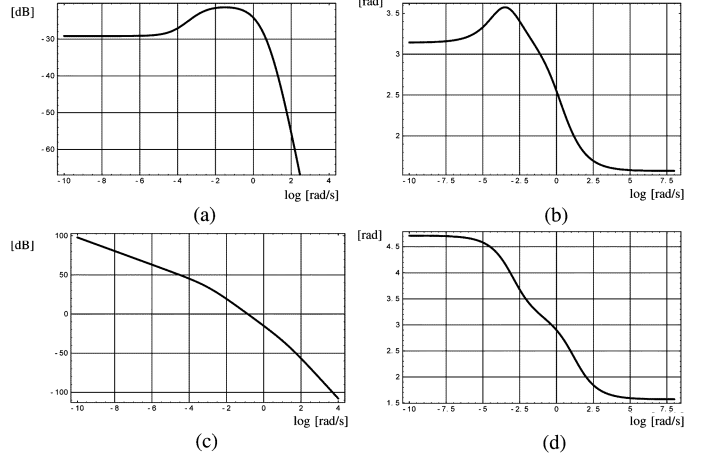 [dB]
-30
-40
-50
-60
-10 -8 -6 -4 -2 0 2 4
log [rad/s]
(a)
[rad]
3.5
3
2.5
2
-10 -7.5 -5 -2.5 0 2.5 5 7.5
log [rad/s]
(b)
[dB]
100
50
0
-50
-100
-10 -8 -6 -4 -2 0 2 4
log [rad/s]
(c)
[rad]
4.5
4
3.5
3
2.5
2
1.5
-10 -7.5 -5 -2.5 0 2.5 5 7.5
log [rad/s]
(d)